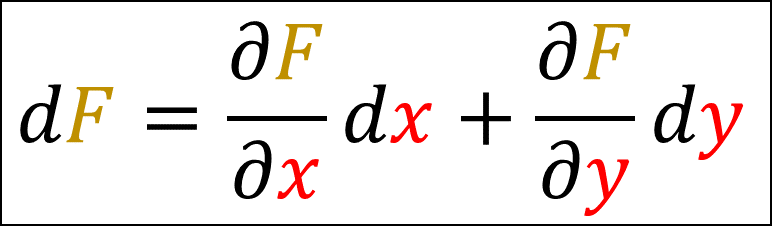 dF = ∂F/∂x dx + ∂F/∂y dy